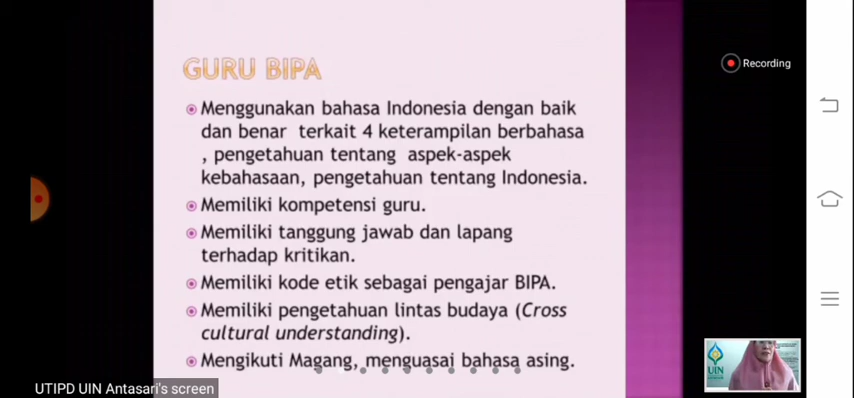 GURU BIPA
Recording
Menggunakan bahasa Indonesia dengan baik
dan benar terkait 4 keterampilan berbahasa
, pengetahuan tentang aspek-aspek
kebahasaan, pengetahuan tentang Indonesia.
Memiliki kompetensi guru.
Memiliki tanggung jawab dan lapang
terhadap kritikan.
Memiliki kode etik sebagai pengajar BIPA.
Memiliki pengetahuan lintas budaya (Cross
cultural understanding).
Mengikuti Magang, menguasai bahasa asing.
UIN
UTIPD UIN Antasari's screen